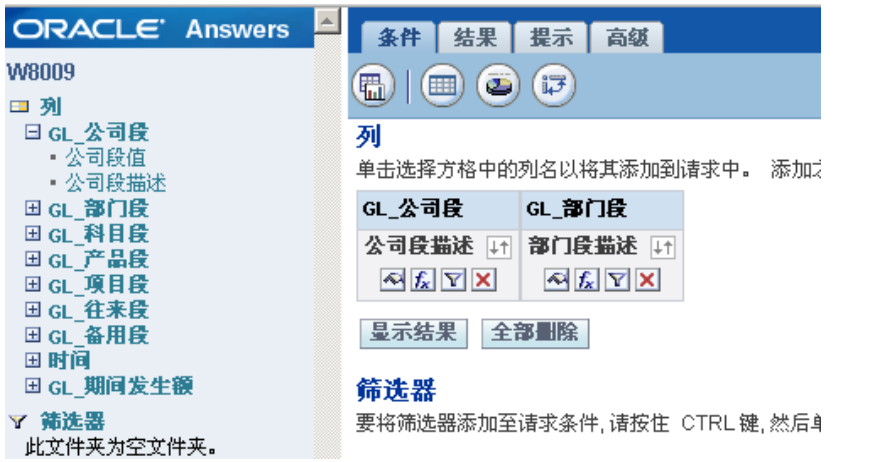 ORACLE Answers
W8009
列
GL_公司段
公司段值
公司段描述
GL_部门段
GL_科目段
GL_产品段
GL_项目段
GL_往来段
GL_备用段
时间
GL_期间发生额
筛选器
此文件夹为空文件夹。
条件 结果 提示 高级
列
单击选择方格中的列名以将其添加到请求中。 添加
GL_公司段 GL_部门段
公司段描述 部门段描述
显示结果 全部删除
筛选器
要将筛选器添加至请求条件,请按住 CTRL 键,然后单